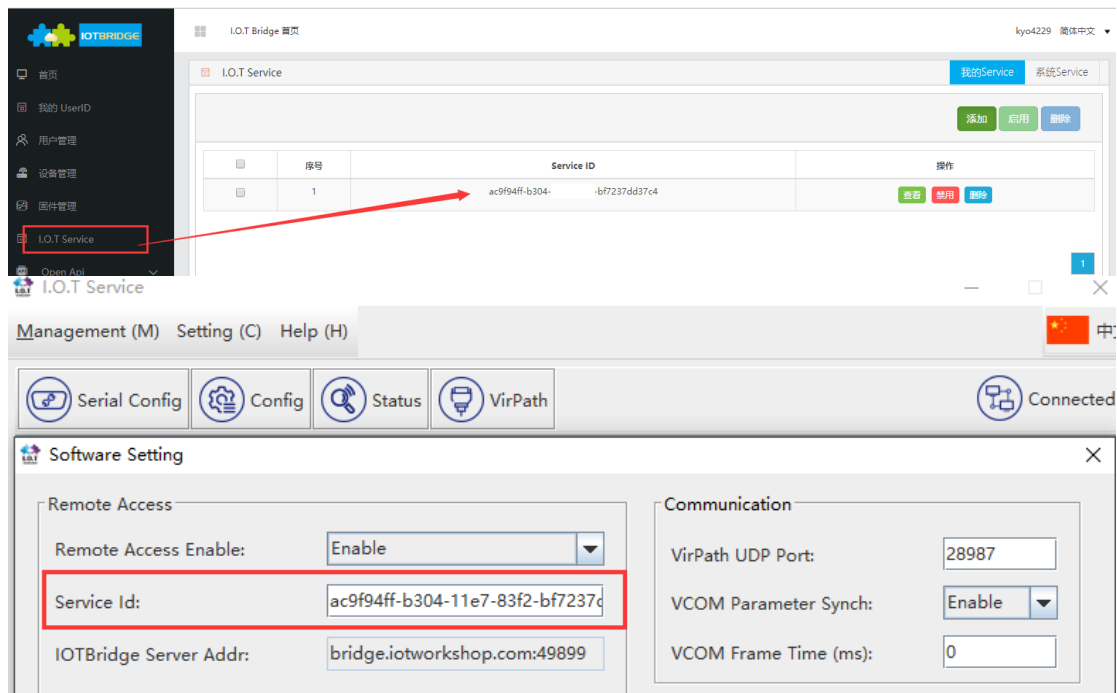 IOTBRIDGE
I.O.T Bridge 首页
kyo4229 简体中文
首页
我的 UserID
用户管理
设备管理
固件管理
I.O.T Service
Open Api
I.O.T Service
我的Service 系统Service
添加 启用 删除
序号 Service ID 操作
1 ac9f94ff-b304- -bf7237dd37c4 查看 禁用 删除
1
I.O.T Service
Management (M) Setting (C) Help (H)
Serial Config Config Status VirPath Connected
Software Setting
Remote Access
Remote Access Enable: Enable
Service Id: ac9f94ff-b304-11e7-83f2-bf7237
IOTBridge Server Addr: bridge.iotworkshop.com:49899
Communication
VirPath UDP Port: 28987
VCOM Parameter Synch: Enable
VCOM Frame Time (ms): 0